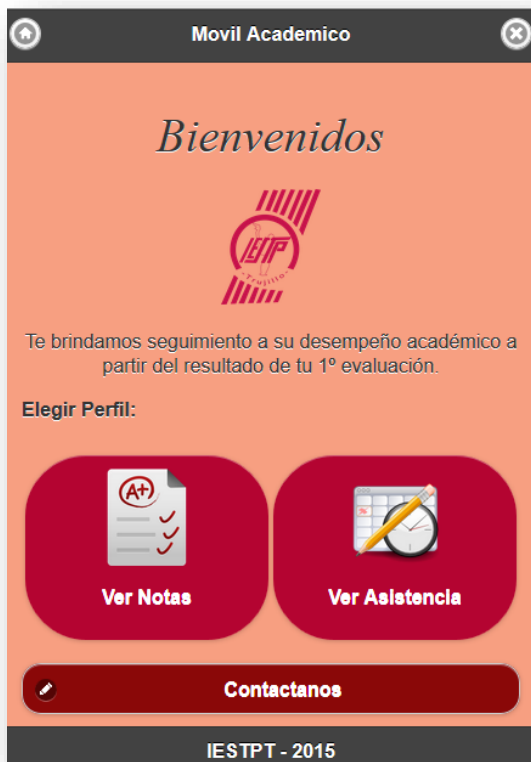 Movil Academico
Bienvenidos
IESTP
Trujillo
Te brindamos seguimiento a su desempeño académico a
partir del resultado de tu 1º evaluación.
Elegir Perfil:
A+
Ver Notas
Ver Asistencia
Contactanos
IESTPT - 2015